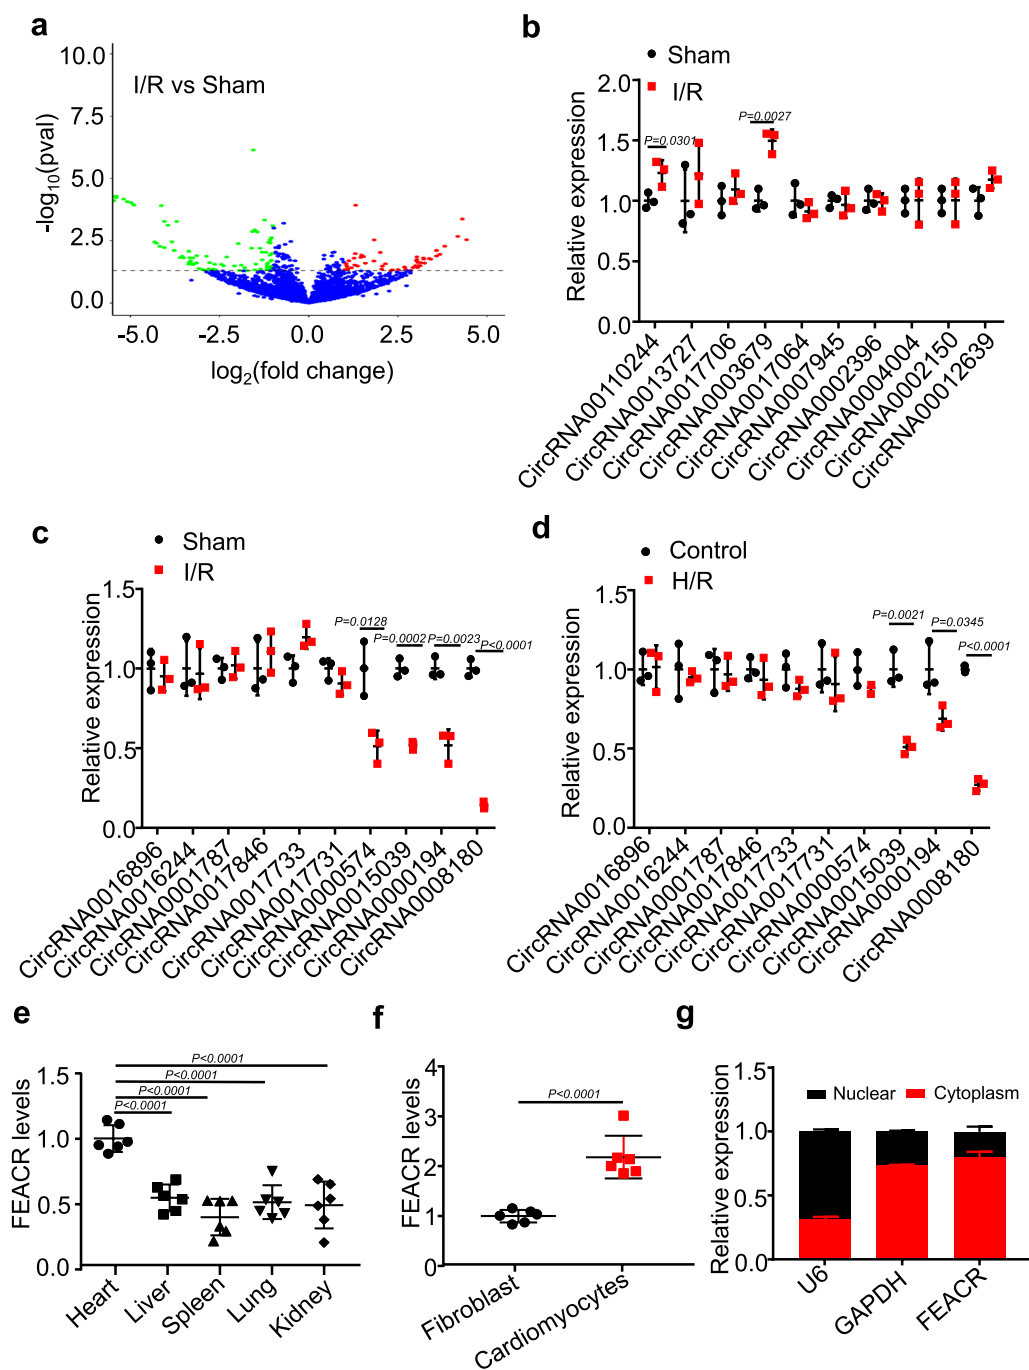 a
I/R vs Sham
-log10(pval)
10.0
7.5
5.0
2.5
0.0
-5.0 -2.5 0.0 2.5 5.0
log2(fold change)
b
Sham
I/R
Relative expression
2.0
1.5
1.0
0.5
0.0
P=0.0301
P=0.0027
CircRNA00110244
CircRNA0013727
CircRNA0017706
CircRNA0003679
CircRNA0017064
CircRNA0007945
CircRNA0002396
CircRNA0004004
CircRNA0002150
CircRNA00012639
c
Sham
I/R
Relative expression
1.5
1.0
0.5
0.0
P=0.0128
P=0.0002
P=0.0023
P<0.0001
CircRNA0016896
CircRNA0016244
CircRNA0001787
CircRNA0017846
CircRNA0017733
CircRNA0017731
CircRNA0000574
CircRNA0015039
CircRNA0000194
CircRNA0008180
d
Control
H/R
Relative expression
1.5
1.0
0.5
0.0
P=0.0021
P=0.0345
P<0.0001
CircRNA0016896
CircRNA0016244
CircRNA0001787
CircRNA0017846
CircRNA0017733
CircRNA0017731
CircRNA0000574
CircRNA0015039
CircRNA0000194
CircRNA0008180
e
FEACR levels
1.5
1.0
0.5
0.0
P<0.0001
P<0.0001
P<0.0001
P<0.0001
Heart
Liver
Spleen
Lung
Kidney
f
FEACR levels
4
3
2
1
0
P<0.0001
Fibroblast
Cardiomyocytes
g
Relative expression
1.5
1.0
0.5
0.0
Nuclear Cytoplasm
U6
GAPDH
FEACR